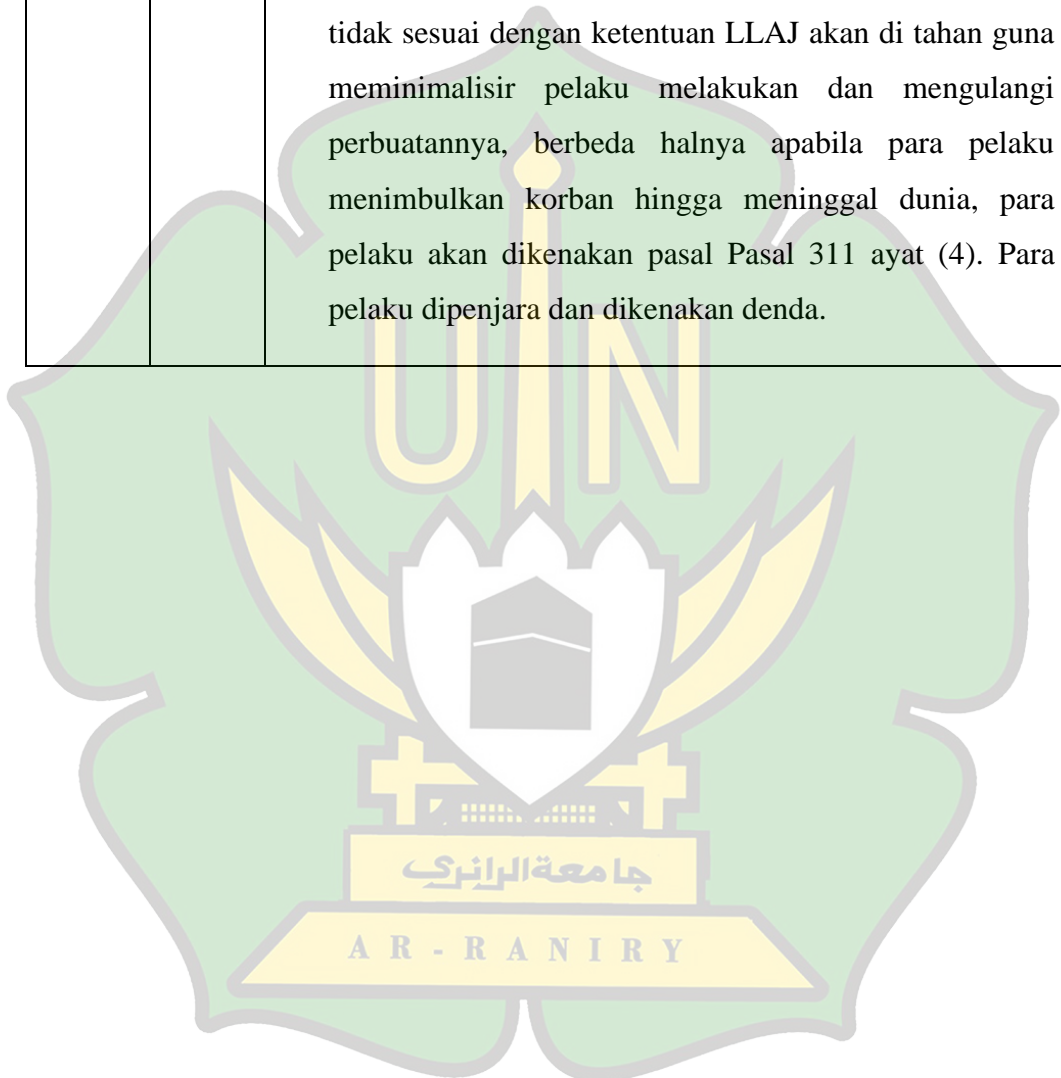 tidak sesuai dengan ketentuan LLAJ akan di tahan guna
meminimalisir pelaku melakukan dan mengulangi
perbuatannya, berbeda halnya apabila para pelaku
menimbulkan korban hingga meninggal dunia, para
pelaku akan dikenakan pasal Pasal 311 ayat (4). Para
pelaku dipenjara dan dikenakan denda.
UIN
جامعة الرانري
AR-RANIRY